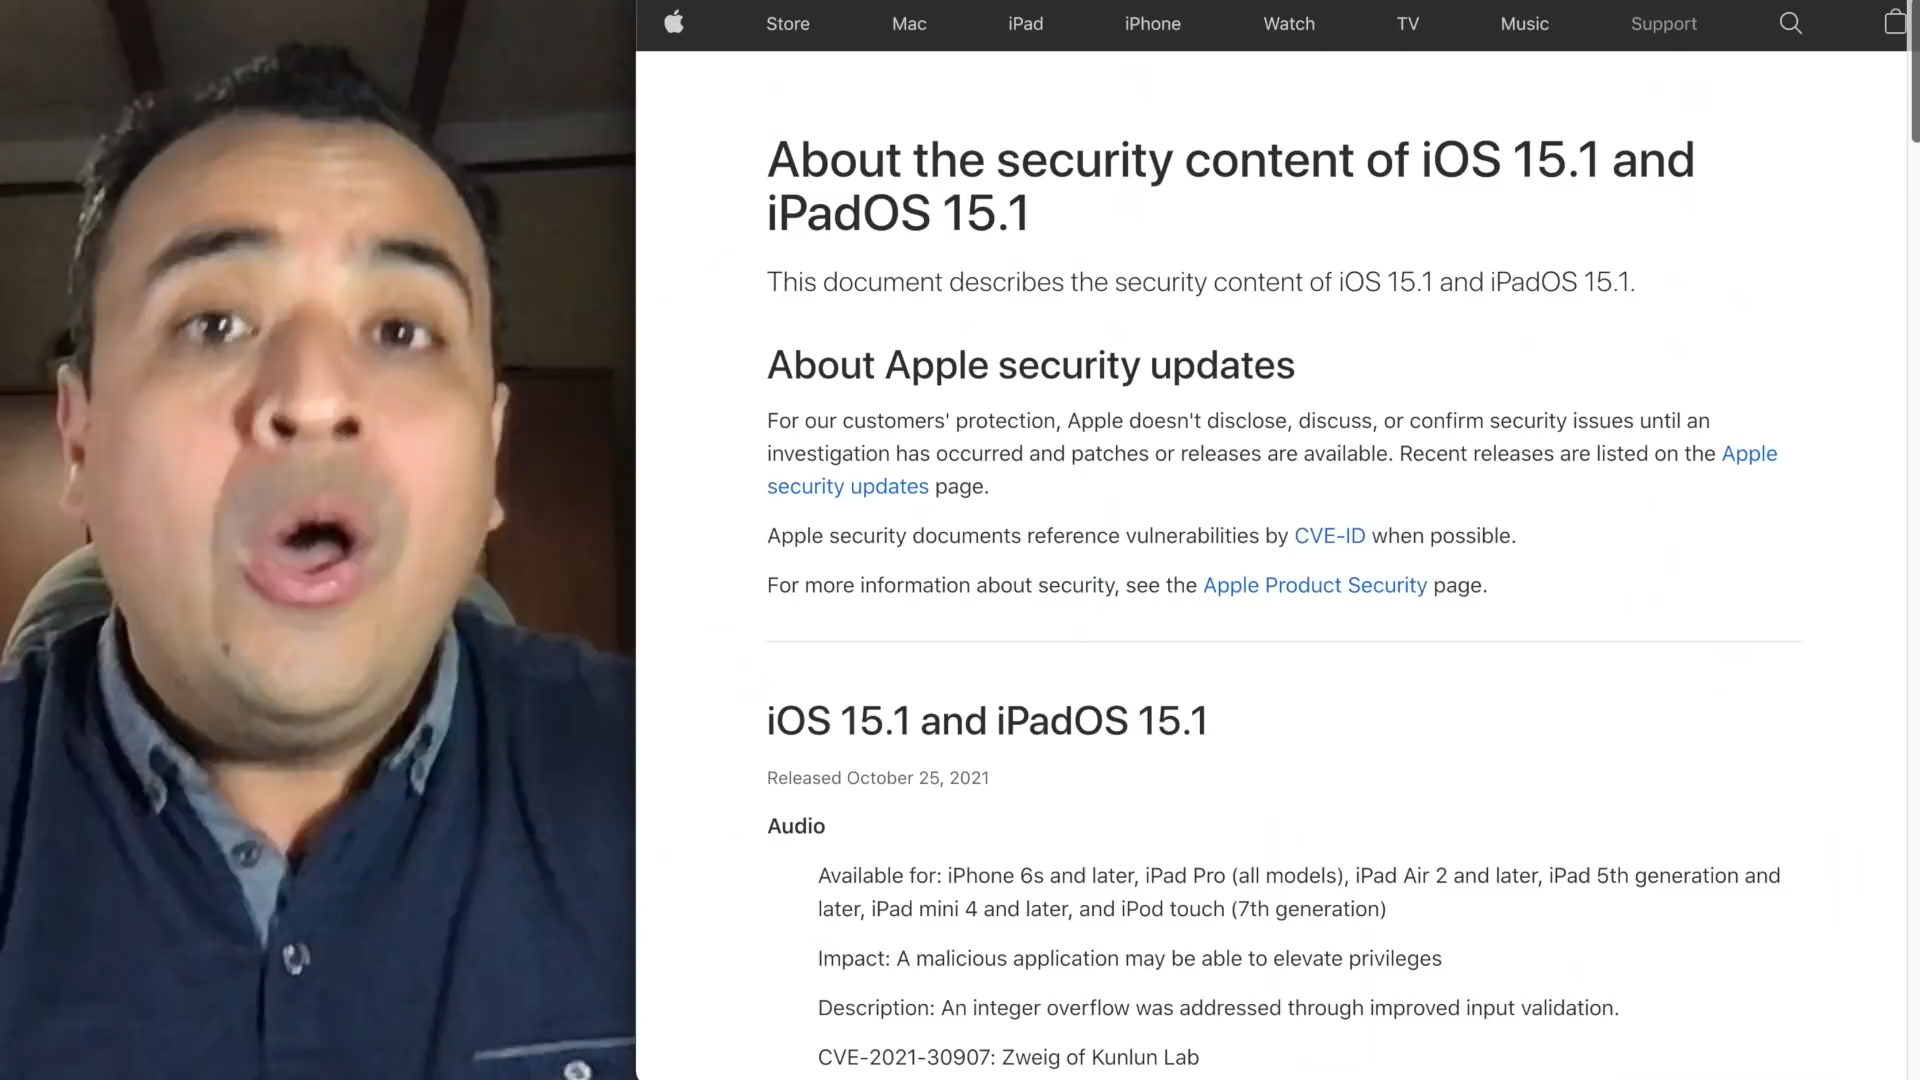 Store Mac iPad iPhone Watch TV Music Support
About the security content of iOS 15.1 and
iPadOS 15.1
This document describes the security content of iOS 15.1 and iPadOS 15.1.
About Apple security updates
For our customers' protection, Apple doesn't disclose, discuss, or confirm security issues until an
investigation has occurred and patches or releases are available. Recent releases are listed on the Apple
security updates page.
Apple security documents reference vulnerabilities by CVE-ID when possible.
For more information about security, see the Apple Product Security page.
iOS 15.1 and iPadOS 15.1
Released October 25, 2021
Audio
Available for: iPhone 6s and later, iPad Pro (all models), iPad Air 2 and later, iPad 5th generation and
later, iPad mini 4 and later, and iPod touch (7th generation)
Impact: A malicious application may be able to elevate privileges
Description: An integer overflow was addressed through improved input validation.
CVE-2021-30907: Zweig of Kunlun Lab